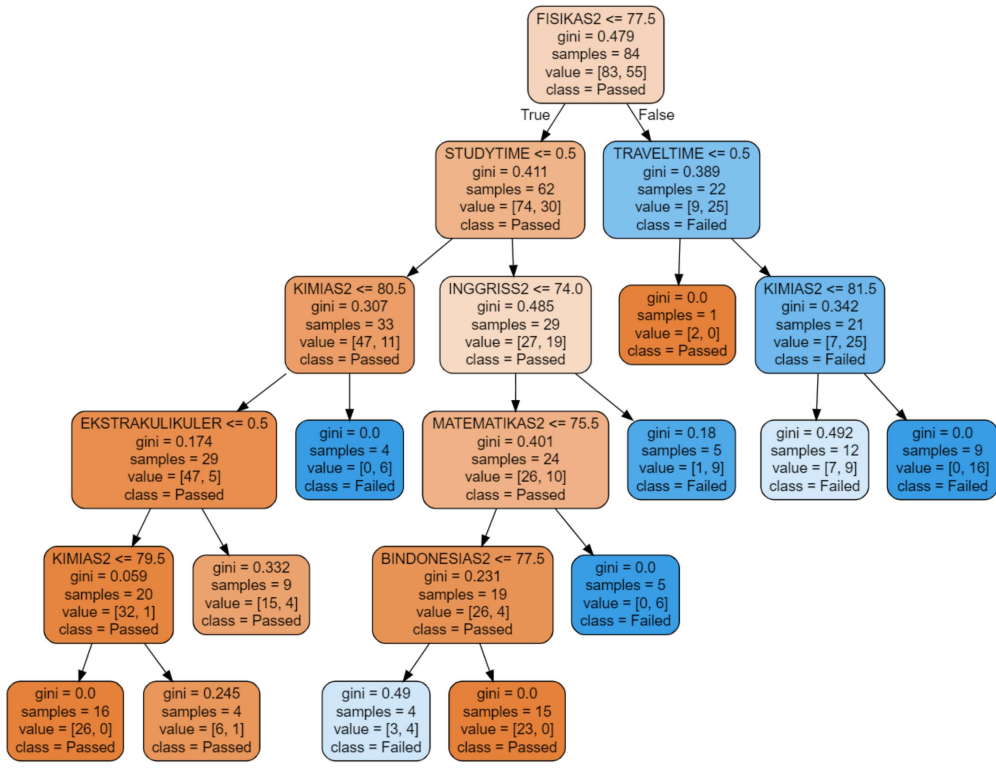 FISIKAS2 <= 77.5
gini = 0.479
samples = 84
value = [83, 55]
class = Passed
True
False
STUDYTIME <= 0.5
gini = 0.411
samples = 62
value = [74, 30]
class = Passed
TRAVELTIME <= 0.5
gini = 0.389
samples = 22
value = [9, 25]
class = Failed
KIMIAS2 <= 80.5
gini = 0.307
samples = 33
value = [47, 11]
class = Passed
INGGRISS2 <= 74.0
gini = 0.485
samples = 29
value = [27, 19]
class = Passed
gini = 0.0
samples = 1
value = [2, 0]
class = Passed
KIMIAS2 <= 81.5
gini = 0.342
samples = 21
value = [7, 25]
class = Failed
EKSTRAKULIKULER <= 0.5
gini = 0.174
samples = 29
value = [47, 5]
class = Passed
gini = 0.0
samples = 4
value = [0, 6]
class = Failed
MATEMATIKAS2 <= 75.5
gini = 0.401
samples = 24
value = [26, 10]
class = Passed
gini = 0.18
samples = 5
value = [1, 9]
class = Failed
gini = 0.492
samples = 12
value = [7, 9]
class = Failed
gini = 0.0
samples = 9
value = [0, 16]
class = Failed
KIMIAS2 <= 79.5
gini = 0.059
samples = 20
value = [32, 1]
class = Passed
gini = 0.332
samples = 9
value = [15, 4]
class = Passed
BINDONESIAS2 <= 77.5
gini = 0.231
samples = 19
value = [26, 4]
class = Passed
gini = 0.0
samples = 5
value = [0, 6]
class = Failed
gini = 0.0
samples = 16
value = [26, 0]
class = Passed
gini = 0.245
samples = 4
value = [6, 1]
class = Passed
gini = 0.49
samples = 4
value = [3, 4]
class = Failed
gini = 0.0
samples = 15
value = [23, 0]
class = Passed